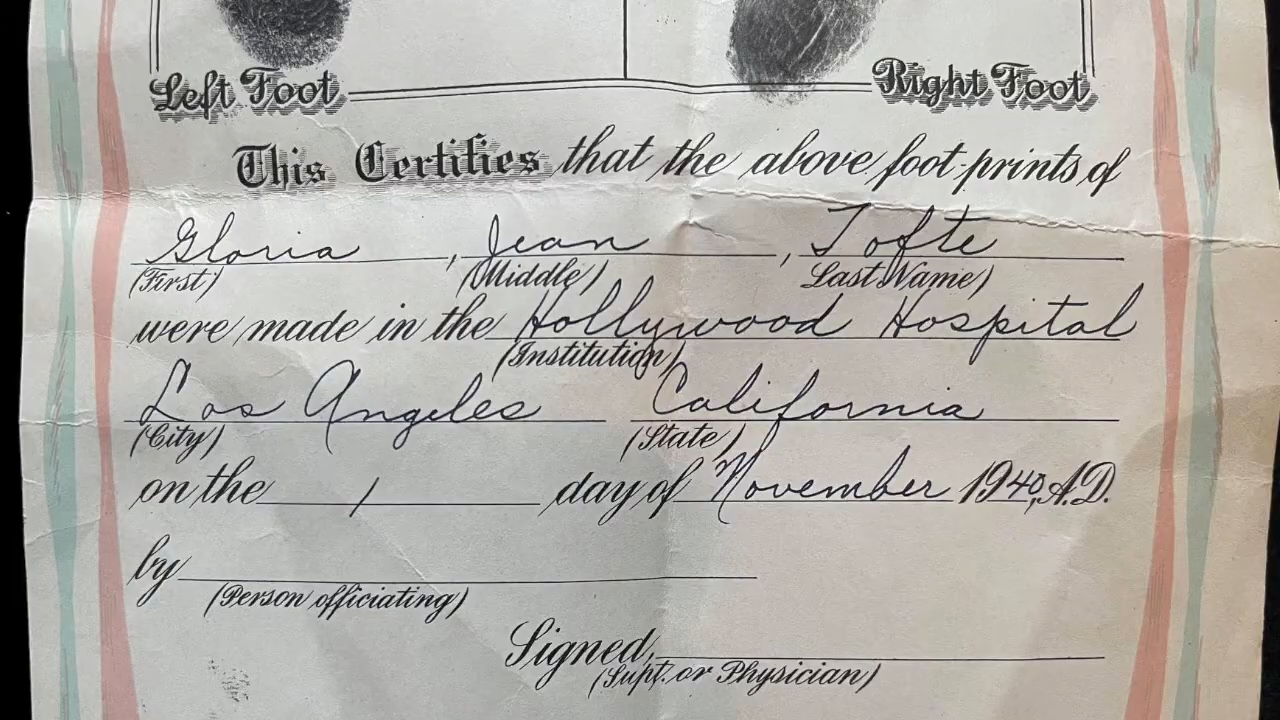 Left Foot Right Foot
This Certifies that the above foot-prints of
Gloria, Jean, Tofte
(First) (Middle) Last Name)
were made in the Hollywood Hospital
(Institution)
Los Angeles California
(City) (State)
on the 1 day of November 1940, A.D.
by
(Person officiating)
Signed
(Supt. or Physician)